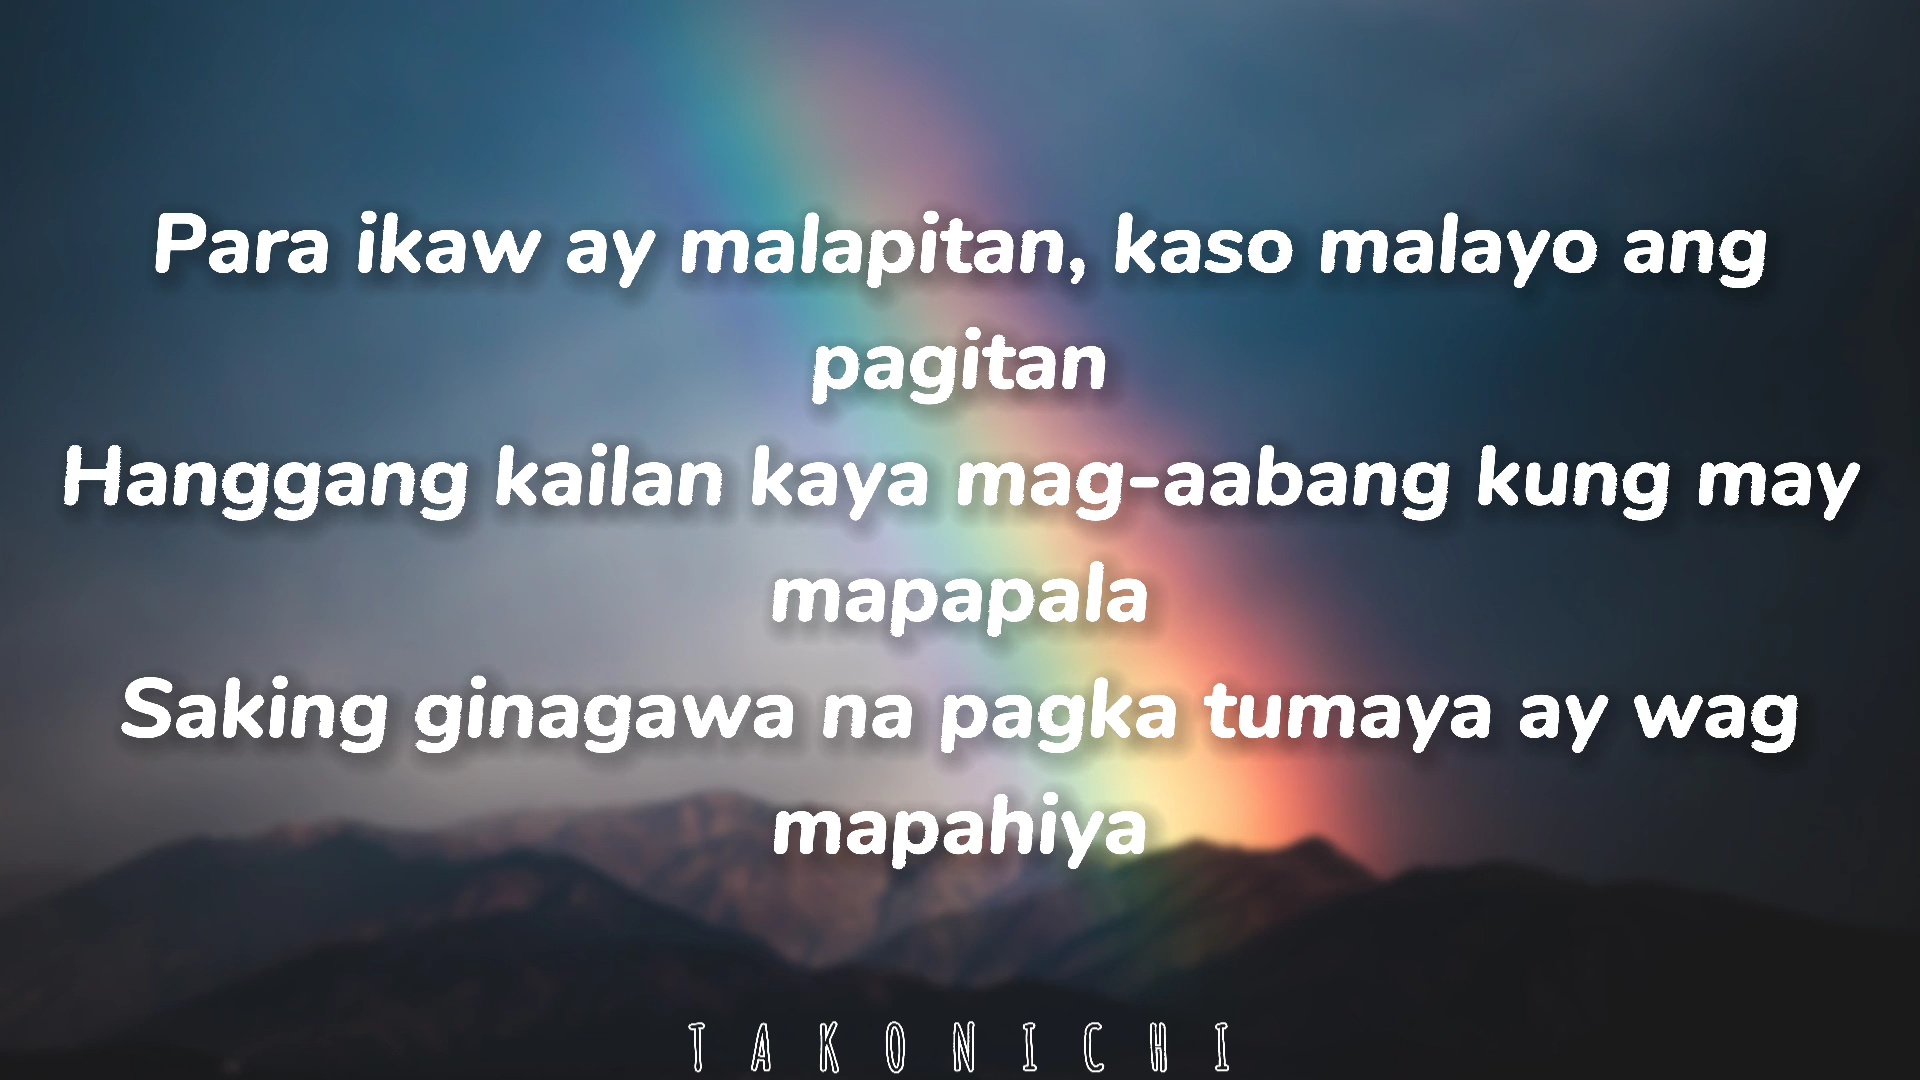 Para ikaw ay malapitan, kaso malayo ang
pagitan
Hanggang kailan kaya mag-aabang kung may
mapapala
Saking ginagawa na pagka tumaya ay wag
mapahiya
TAKONICHI